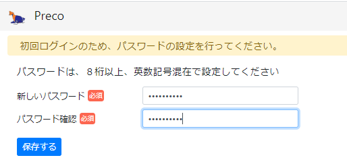 Preco
初回ログインのため、パスワードの設定を行ってください。
パスワードは、8桁以上、英数記号混在で設定してください
新しいパスワード 必須
••••••••••
パスワード確認 必須
••••••••••
保存する